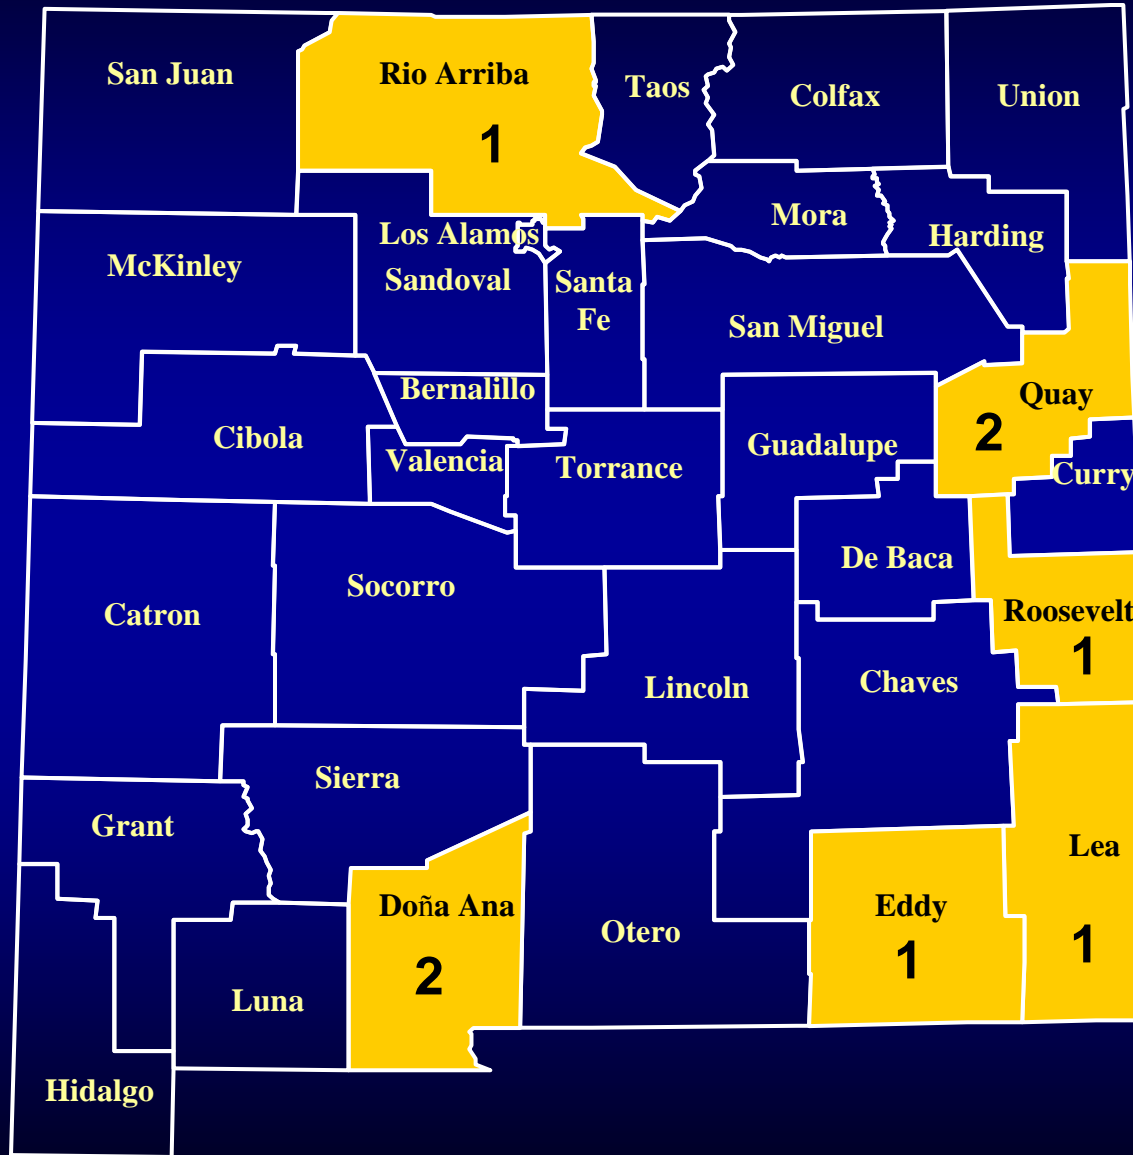 San Juan
Rio Arriba
1
Taos
Colfax
Union
Mora
Harding
Los Alamos
McKinley
Sandoval
Santa
Fe
San Miguel
Bernalillo
Quay
2
Cibola
Valencia
Torrance
Guadalupe
Curry
De Baca
Socorro
Catron
Roosevelt
1
Lincoln
Chaves
Sierra
Grant
Lea
1
Doña Ana
2
Eddy
1
Otero
Luna
Hidalgo